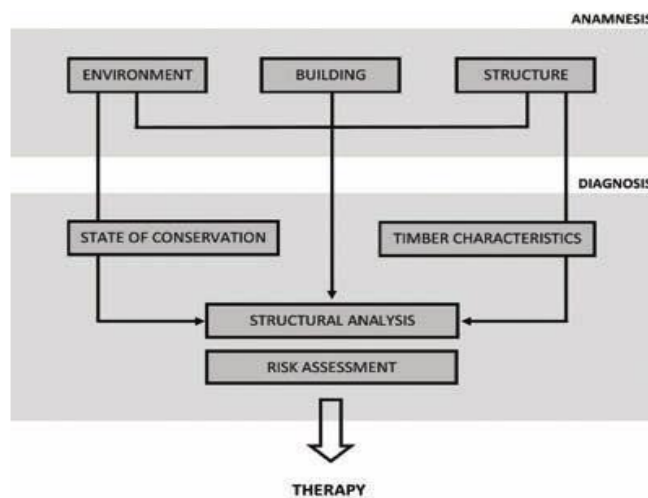 ANAMNESIS
ENVIRONMENT
BUILDING
STRUCTURE
DIAGNOSIS
STATE OF CONSERVATION
TIMBER CHARACTERISTICS
STRUCTURAL ANALYSIS
RISK ASSESSMENT
THERAPY